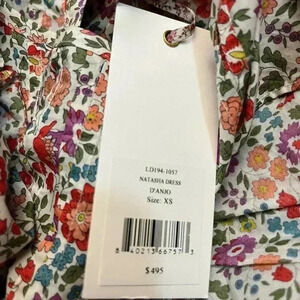 LD194-1057
NATASHA DRESS
D'ANJO
Size: XS
8 40213 66757 3
$495